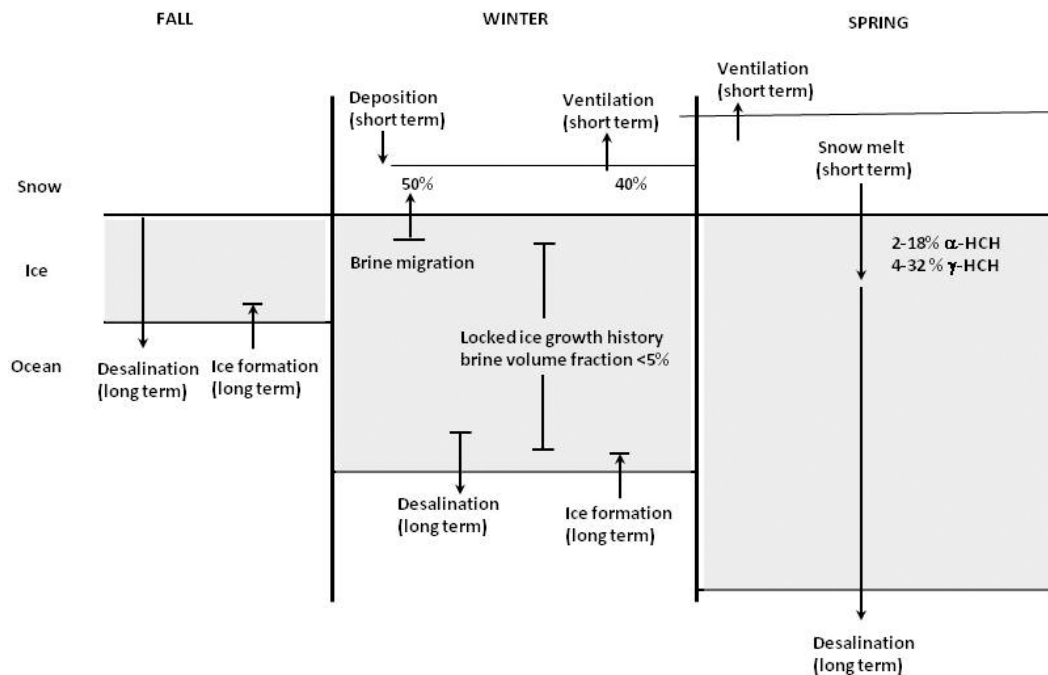 FALL
WINTER
SPRING
Ventilation
(short term)
Deposition
(short term)
Ventilation
(short term)
Snow melt
(short term)
Snow
50%
40%
2-18% α-HCH
4-32% γ-HCH
Ice
Brine migration
Locked ice growth history
brine volume fraction <5%
Ocean
Desalination
(long term)
Ice formation
(long term)
Desalination
(long term)
Ice formation
(long term)
Desalination
(long term)